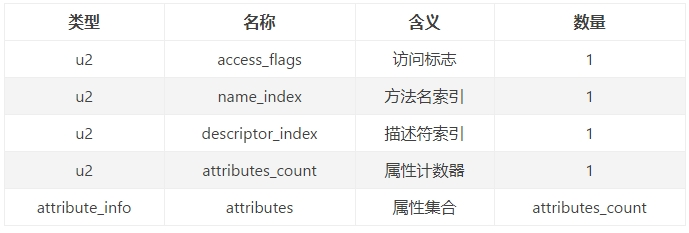 类型 名称 含义 数量
u2 access_flags 访问标志 1
u2 name_index 方法名索引 1
u2 descriptor_index 描述符索引 1
u2 attributes_count 属性计数器 1
attribute_info attributes 属性集合 attributes_count